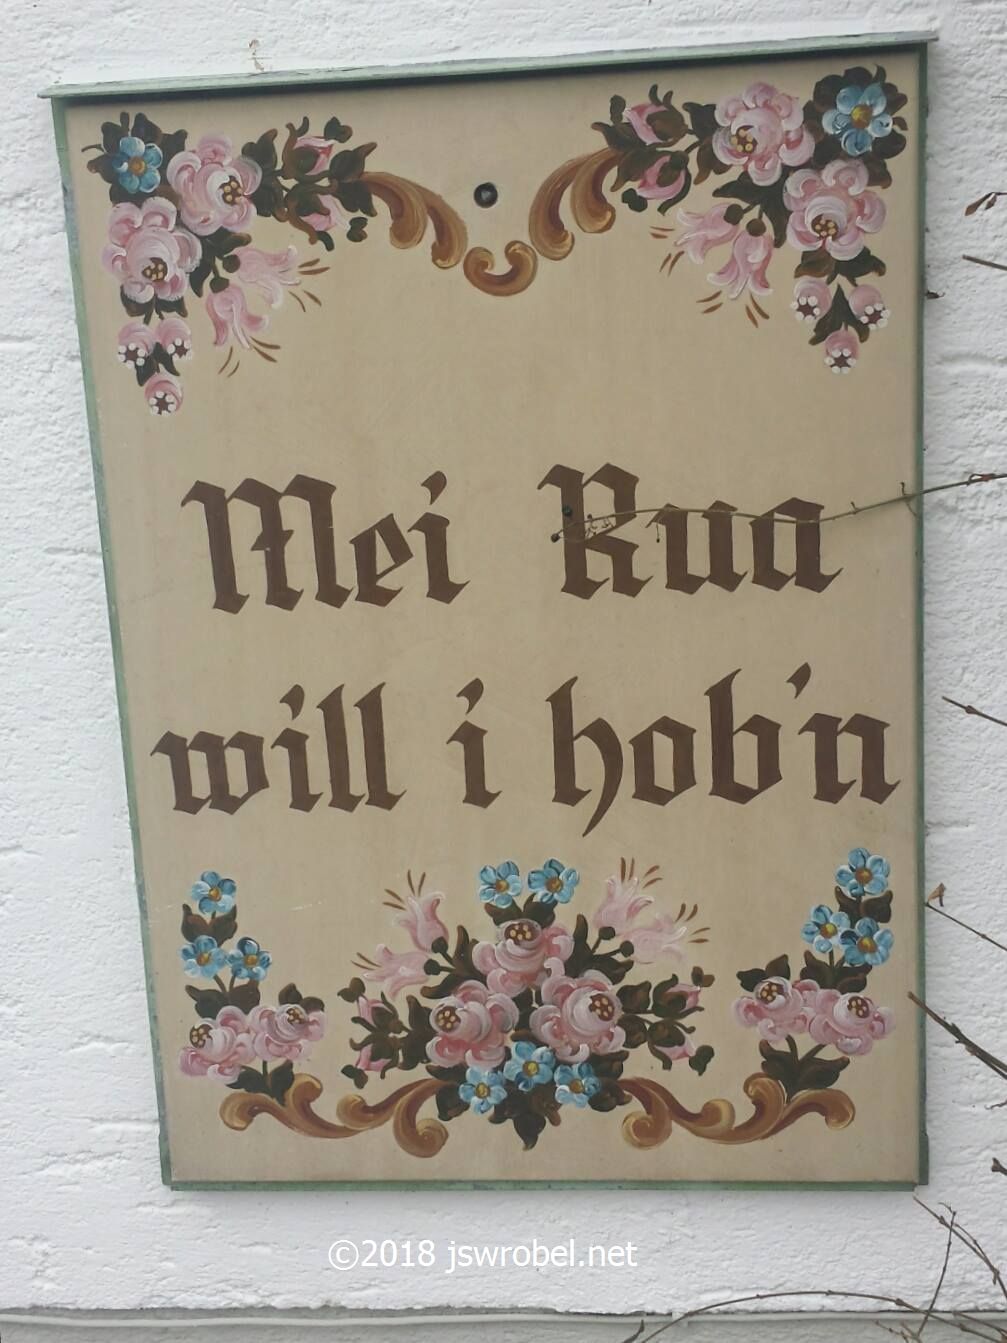 Mei Rua
will i hob'n
©2018 jswrobel.net